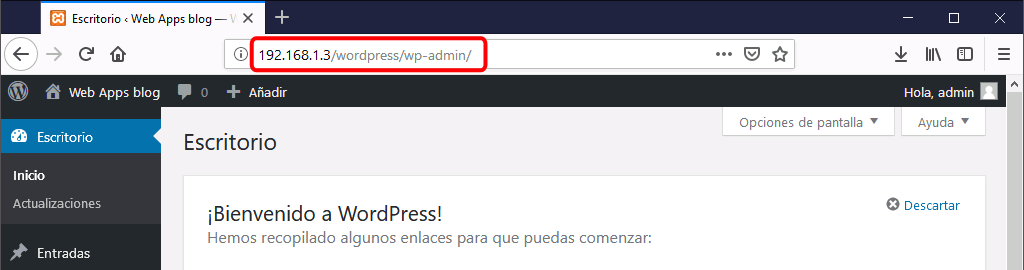 Escritorio ‹ Web Apps blog — W
192.168.1.3/wordpress/wp-admin/
Web Apps blog 0 Añadir Hola, admin
Escritorio
Opciones de pantalla Ayuda
Escritorio
Inicio
Actualizaciones
Entradas
¡Bienvenido a WordPress!
Descartar
Hemos recopilado algunos enlaces para que puedas comenzar: